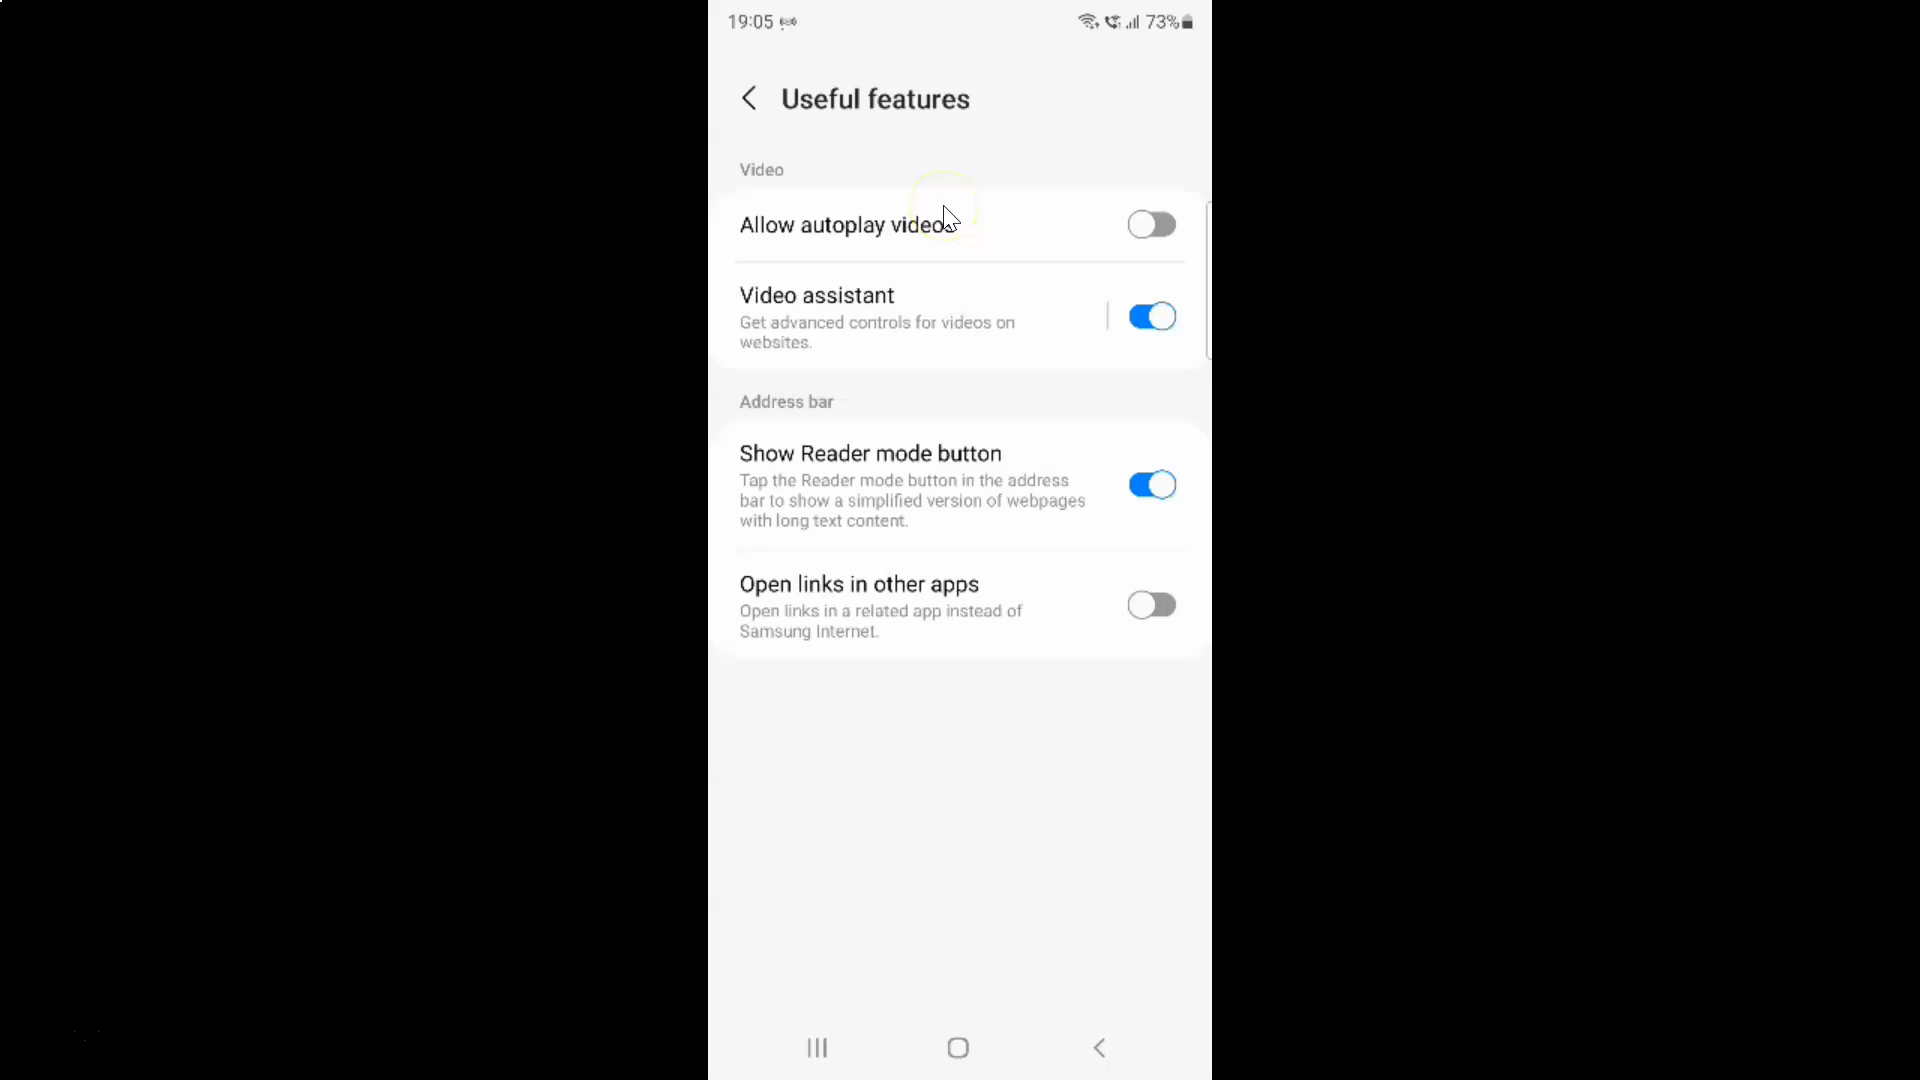 19:05
73%
Useful features
Video
Allow autoplay videos
Video assistant
Get advanced controls for videos on
websites.
Address bar
Show Reader mode button
Tap the Reader mode button in the address
bar to show a simplified version of webpages
with long text content.
Open links in other apps
Open links in a related app instead of
Samsung Internet.